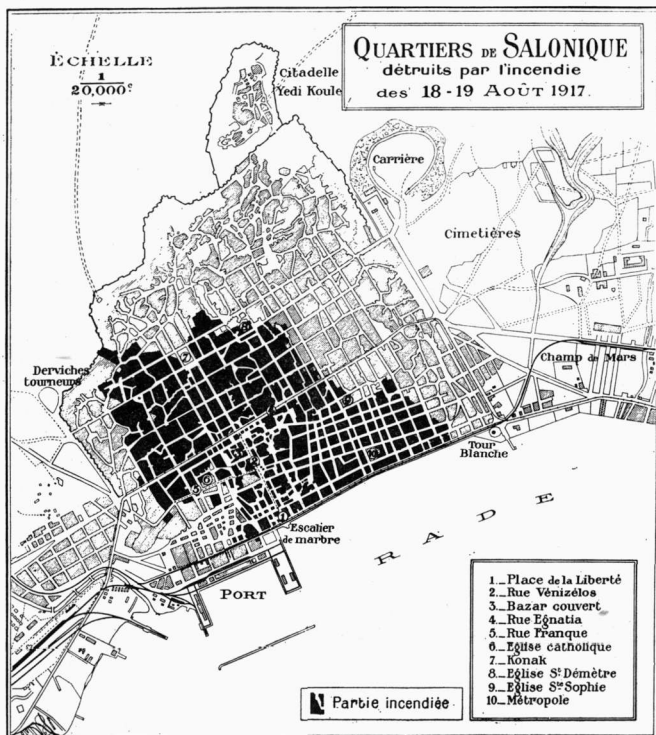 QUARTIERS DE SALONIQUE
détruits par l'incendie
des 18-19 AOÛT 1917.
ÉCHELLE
1
20,000e
Citadelle
Yedi Koule
Carrière
Cimetières
Derviches
tourneurs
Champ de Mars
Tour
Blanche
Escalier
de marbre
RADE
PORT
1._Place de la Liberté
2._Rue Vénizélos
3._Bazar couvert
4._Rue Egnatia
5._Rue Franque
6._Eglise catholique
7._Konak
8._Eglise St Démètre
9._Eglise Ste Sophie
10._Métropole
Partie incendiée